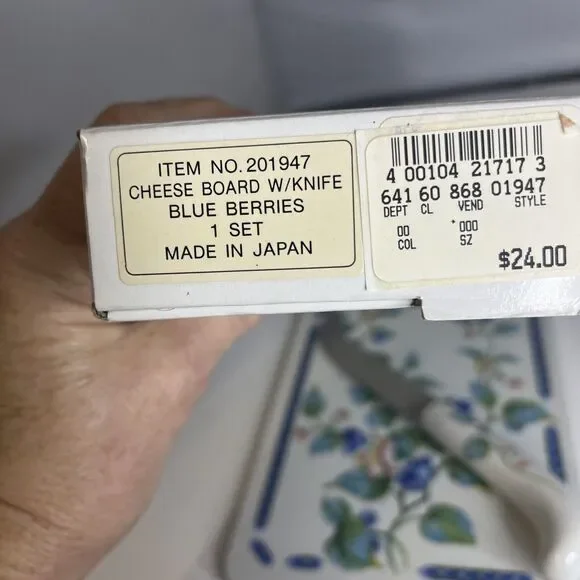 ITEM NO. 201947
CHEESE BOARD W/KNIFE
BLUE BERRIES
1 SET
MADE IN JAPAN
4 00104 21717 3
641 60 868 01947
DEPT CL VEND STYLE
00 000
COL SZ
$24.00